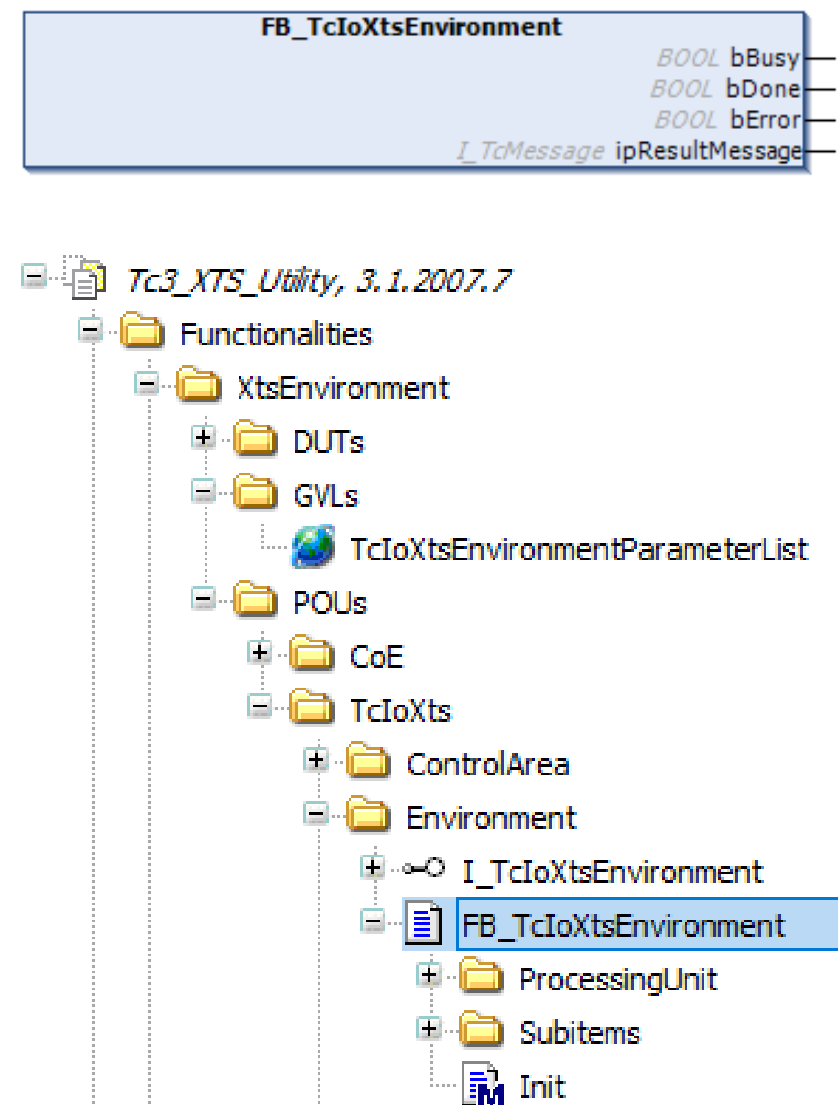 FB_TcIoXtsEnvironment
BOOL bBusy
BOOL bDone
BOOL bError
I_TcMessage ipResultMessage
Tc3_XTS_Utility, 3.1.2007.7
Functionalities
XtsEnvironment
DUTs
GVLs
TcIoXtsEnvironmentParameterList
POUs
CoE
TcIoXts
ControlArea
Environment
I_TcIoXtsEnvironment
FB_TcIoXtsEnvironment
ProcessingUnit
Subitems
M Init